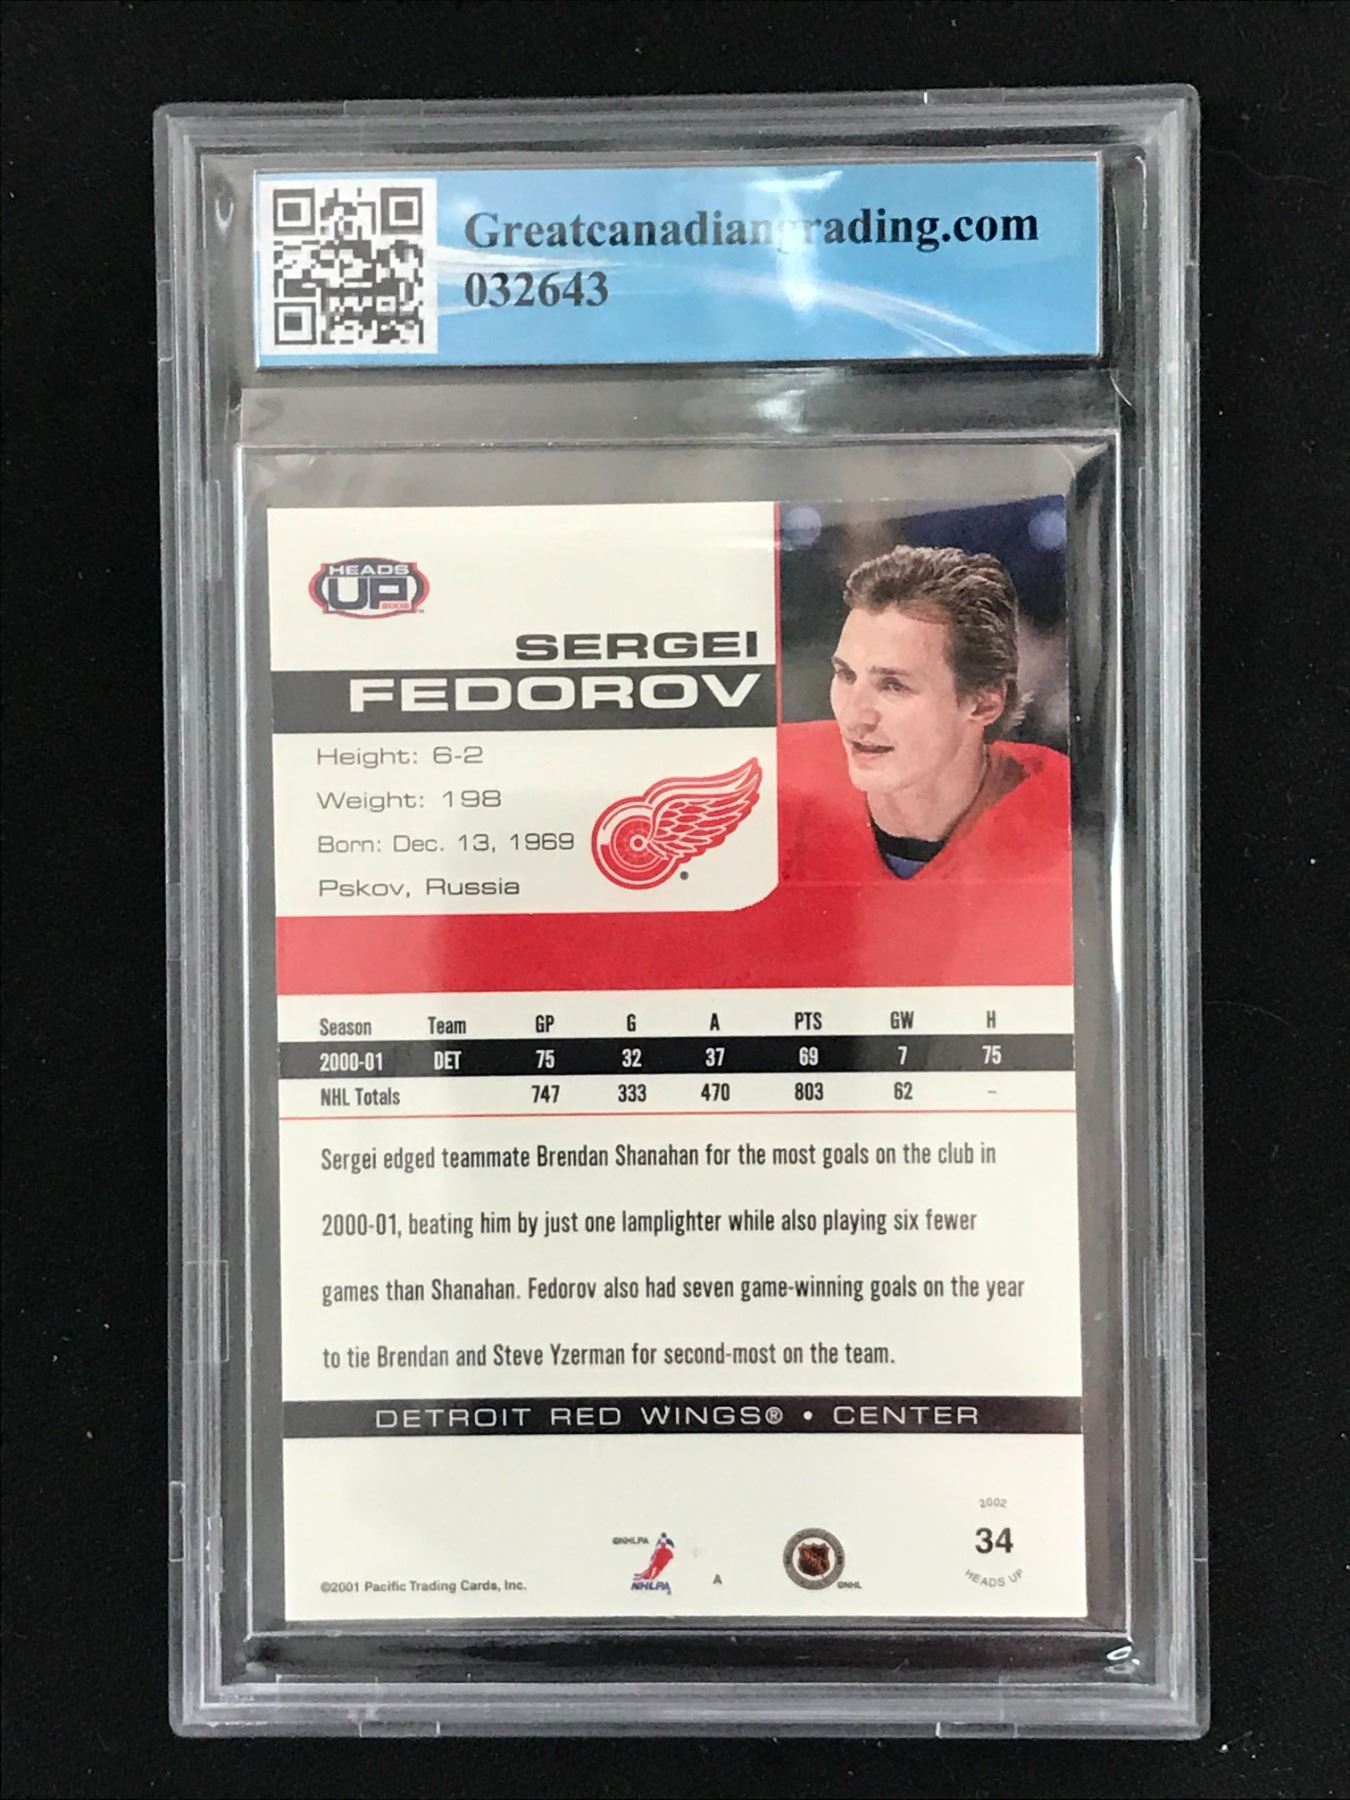 Greatcanadiangrading.com
032643
HEADS
UP
SERGEI
FEDOROV
Height: 6-2
Weight: 198
Born: Dec. 13, 1969
Pskov, Russia
Season Team GP G A PTS GW H
2000-01 DET 75 32 37 69 7 75
NHL Totals 747 333 470 803 62 -
Sergei edged teammate Brendan Shanahan for the most goals on the club in
2000-01, beating him by just one lamplighter while also playing six fewer
games than Shanahan. Fedorov also had seven game-winning goals on the year
to tie Brendan and Steve Yzerman for second-most on the team.
DETROIT RED WINGS® • CENTER
2002
34
HEADS UP
©NHLPA
NHLPA
A
©NHL
©2001 Pacific Trading Cards, Inc.